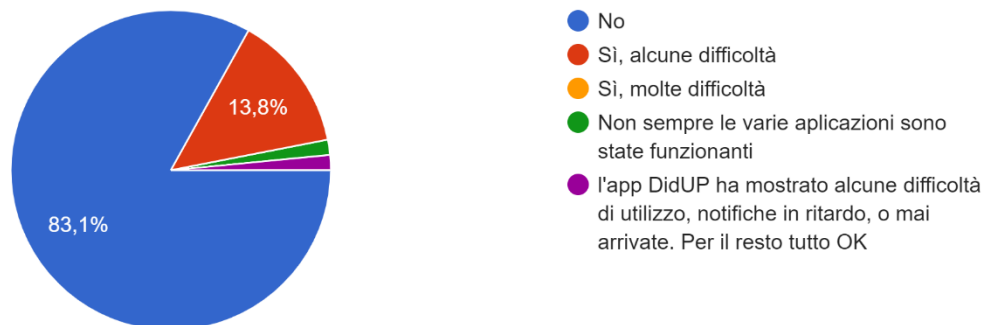 No
Sì, alcune difficoltà
Sì, molte difficoltà
Non sempre le varie aplicazioni sono
state funzionanti
l'app DidUP ha mostrato alcune difficoltà
di utilizzo, notifiche in ritardo, o mai
arrivate. Per il resto tutto OK
13,8%
83,1%